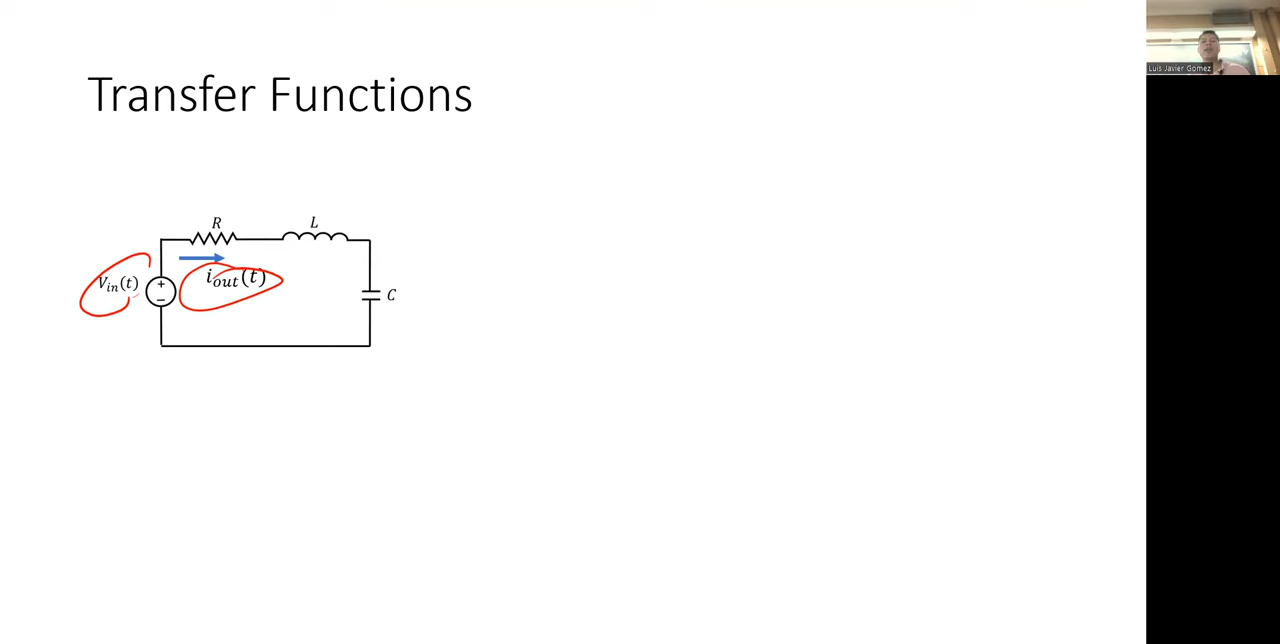 Luis Javier Gomez
Transfer Functions
R
L
V_in(t)
+
−
i_out(t)
C